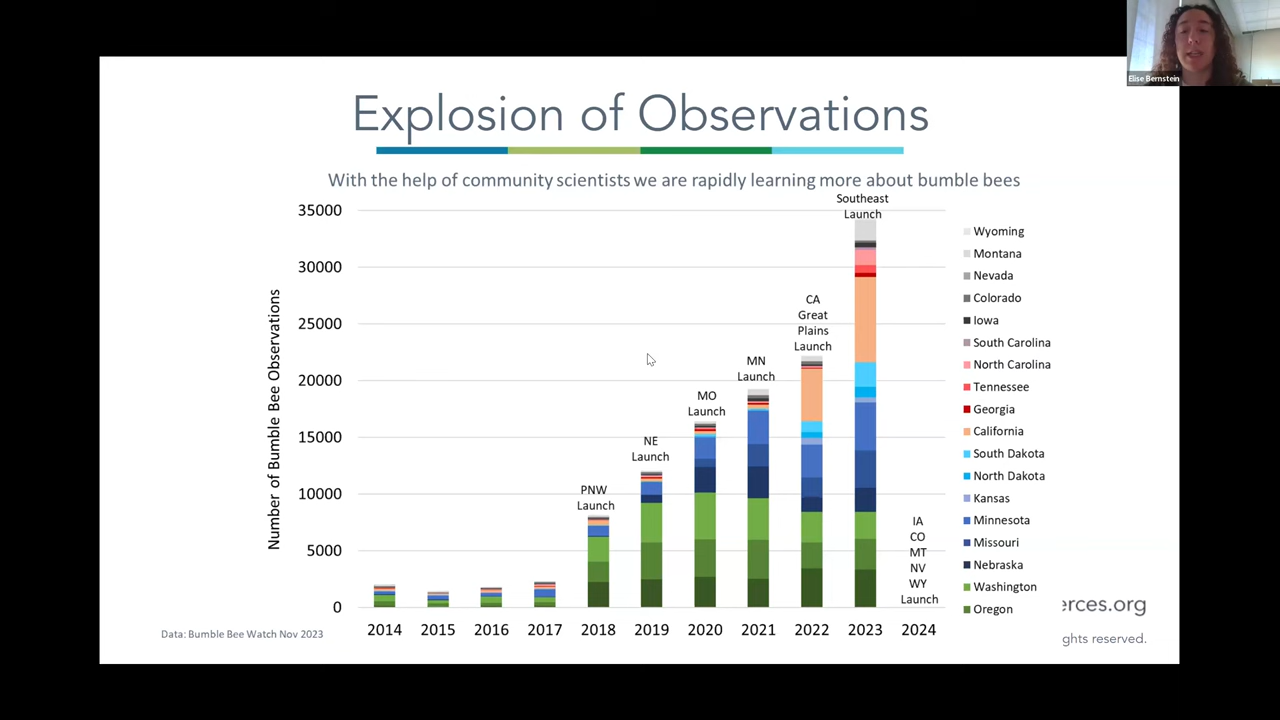 Elise Bernstein
Explosion of Observations
With the help of community scientists we are rapidly learning more about bumble bees
Number of Bumble Bee Observations
35000
30000
25000
20000
15000
10000
5000
0
2014
2015
2016
2017
2018
2019
2020
2021
2022
2023
2024
PNW
Launch
NE
Launch
MO
Launch
MN
Launch
CA
Great
Plains
Launch
Southeast
Launch
IA
CO
MT
NV
WY
Launch
Wyoming
Montana
Nevada
Colorado
Iowa
South Carolina
North Carolina
Tennessee
Georgia
California
South Dakota
North Dakota
Kansas
Minnesota
Missouri
Nebraska
Washington
Oregon
Data: Bumble Bee Watch Nov 2023
erces.org
ghts reserved.